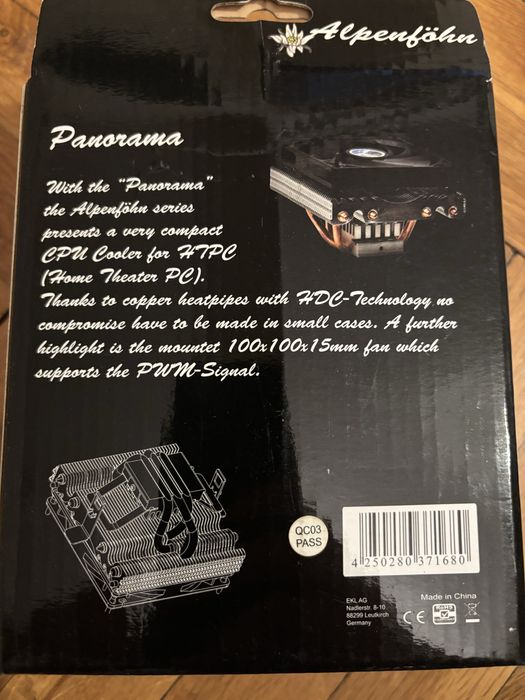 Alpenföhn
Panorama
With the "Panorama"
the Alpenföhn series
presents a very compact
CPU Cooler for HTPC
(Home Theater PC).
Thanks to copper heatpipes with HDC-Technology no
compromise have to be made in small cases. A further
highlight is the mountet 100x100x15mm fan which
supports the PWM-Signal.
QC03
PASS
4 250280 371680
EKL AG
Nadlerstr. 8-10
88299 Leutkirch
Germany
Made in China
CE
RoHS